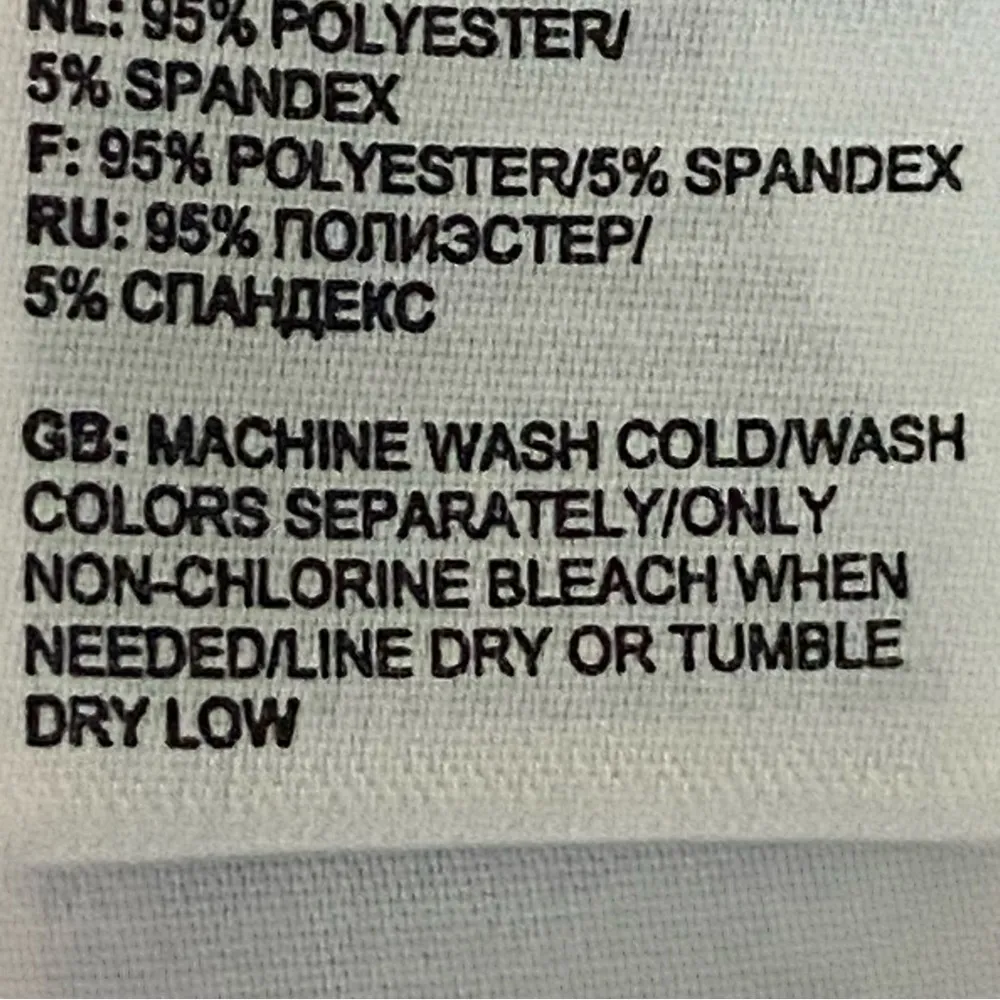 NL: 95% POLYESTER/
5% SPANDEX
F: 95% POLYESTER/5% SPANDEX
RU: 95% ПОЛИЭСТЕР/
5% СПАНДЕКС
GB: MACHINE WASH COLD/WASH
COLORS SEPARATELY/ONLY
NON-CHLORINE BLEACH WHEN
NEEDED/LINE DRY OR TUMBLE
DRY LOW